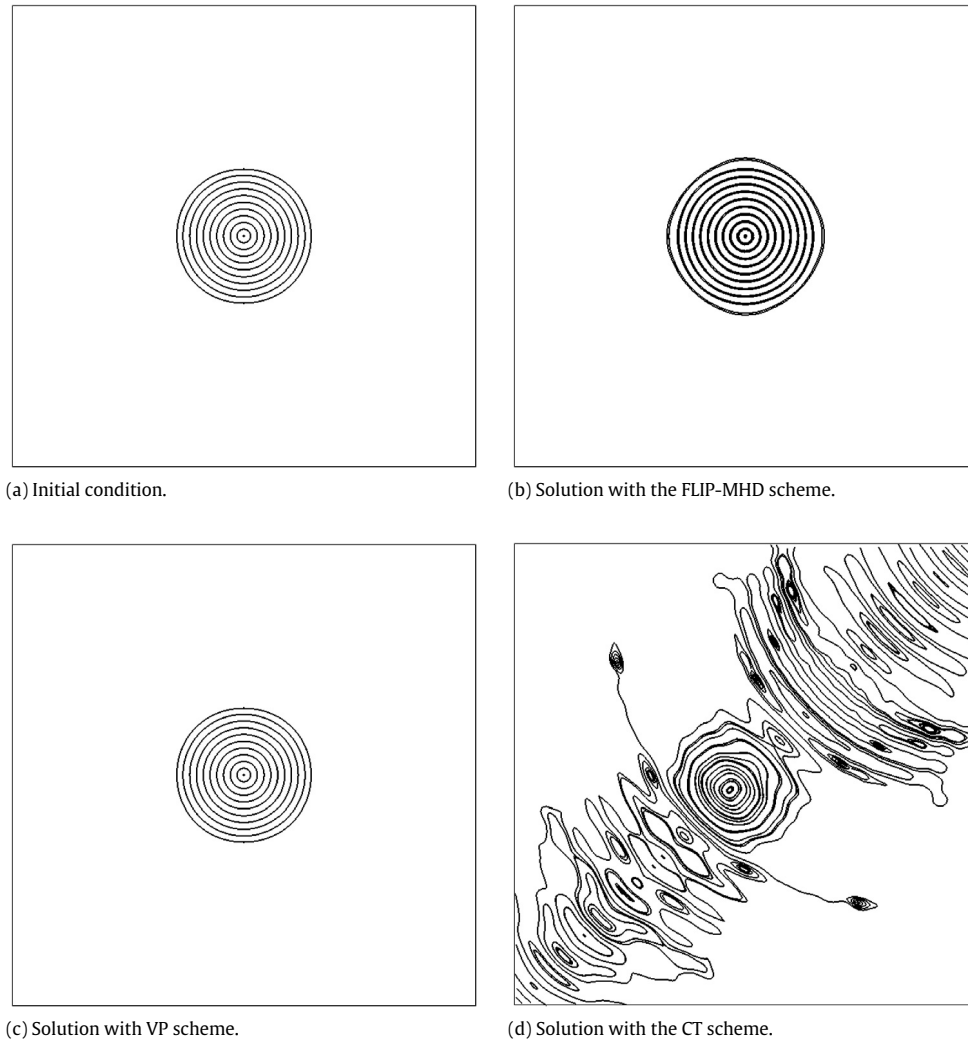 (a) Initial condition.
(b) Solution with the FLIP-MHD scheme.
(c) Solution with VP scheme.
(d) Solution with the CT scheme.